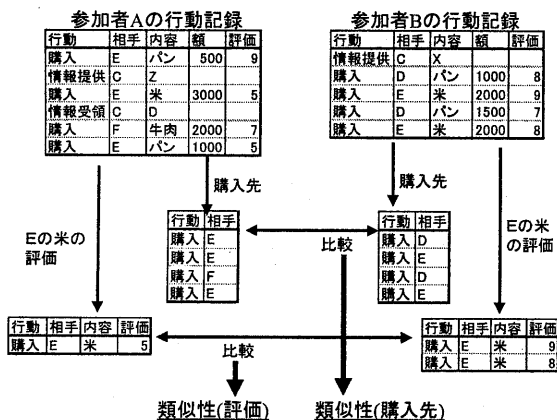 参加者Aの行動記録
行動 相手 内容 額 評価
購入 E パン 500 9
情報提供 C Z
購入 E 米 3000 5
情報受領 C D
購入 F 牛肉 2000 7
購入 E パン 1000 5
参加者Bの行動記録
行動 相手 内容 額 評価
情報提供 C X
購入 D パン 1000 8
購入 E 米 2000 9
購入 D パン 1500 7
購入 E 米 2000 8
購入先
購入先
Eの米の
評価
行動 相手
購入 E
購入 E
購入 F
購入 E
比較
行動 相手
購入 D
購入 E
購入 D
購入 E
Eの米
の評価
行動 相手 内容 評価
購入 E 米 5
比較
行動 相手 内容 評価
購入 E 米 9
購入 E 米 8
類似性(評価)
類似性(購入先)